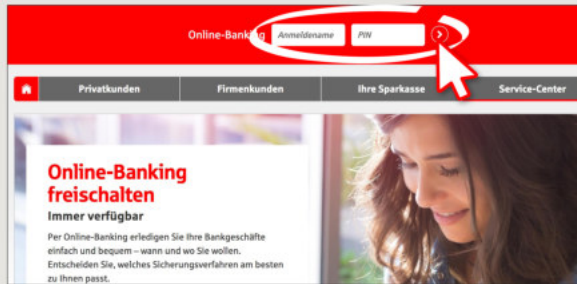 Online-Banking Anmeldename PIN
Privatkunden Firmenkunden Ihre Sparkasse Service-Center
Online-Banking
freischalten
Immer verfügbar
Per Online-Banking erledigen Sie Ihre Bankgeschäfte
einfach und bequem – wann und wo Sie wollen.
Entscheiden Sie, welches Sicherungsverfahren am besten
zu Ihnen passt.